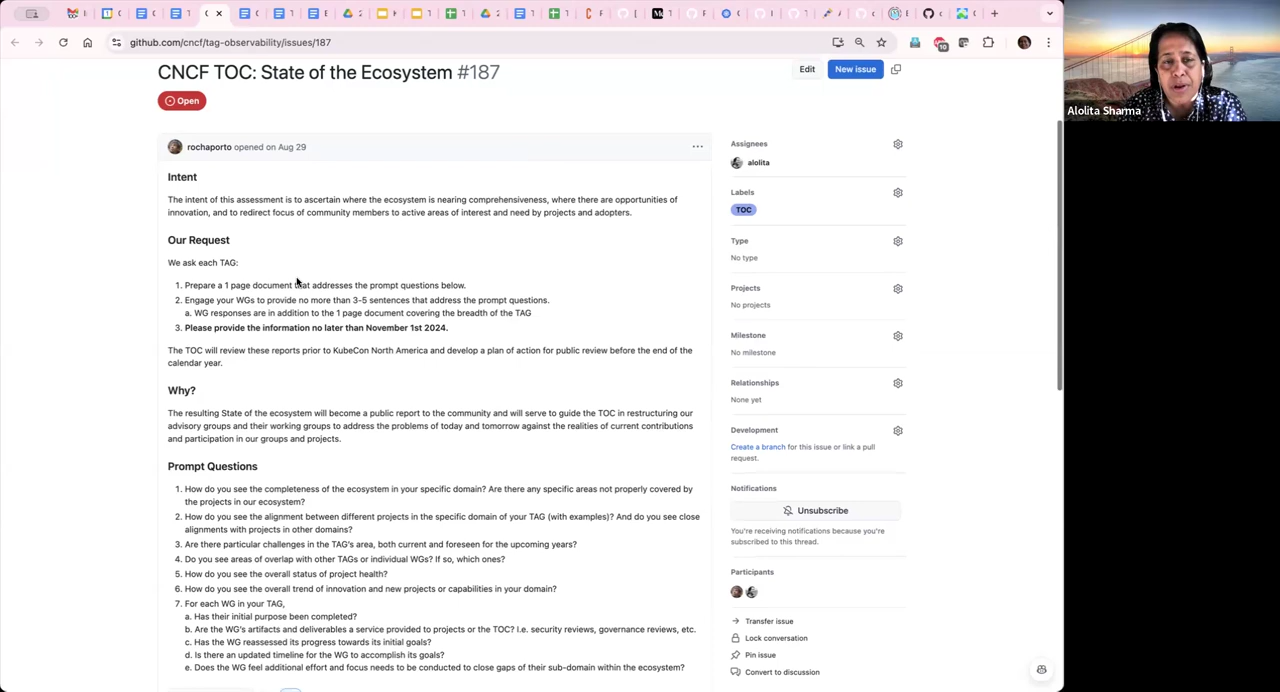 github.com/cncf/tag-observability/issues/187
10
CNCF TOC: State of the Ecosystem #187
Edit
New issue
Open
rochaporto opened on Aug 29
Intent
The intent of this assessment is to ascertain where the ecosystem is nearing comprehensiveness, where there are opportunities of
innovation, and to redirect focus of community members to active areas of interest and need by projects and adopters.
Our Request
We ask each TAG:
1. Prepare a 1 page document that addresses the prompt questions below.
2. Engage your WGs to provide no more than 3-5 sentences that address the prompt questions.
a. WG responses are in addition to the 1 page document covering the breadth of the TAG
3. Please provide the information no later than November 1st 2024.
The TOC will review these reports prior to KubeCon North America and develop a plan of action for public review before the end of the
calendar year.
Why?
The resulting State of the ecosystem will become a public report to the community and will serve to guide the TOC in restructuring our
advisory groups and their working groups to address the problems of today and tomorrow against the realities of current contributions
and participation in our groups and projects.
Prompt Questions
1. How do you see the completeness of the ecosystem in your specific domain? Are there any specific areas not properly covered by
the projects in our ecosystem?
2. How do you see the alignment between different projects in the specific domain of your TAG (with examples)? And do you see close
alignments with projects in other domains?
3. Are there particular challenges in the TAG's area, both current and foreseen for the upcoming years?
4. Do you see areas of overlap with other TAGs or individual WGs? If so, which ones?
5. How do you see the overall status of project health?
6. How do you see the overall trend of innovation and new projects or capabilities in your domain?
7. For each WG in your TAG,
a. Has their initial purpose been completed?
b. Are the WG's artifacts and deliverables a service provided to projects or the TOC? I.e. security reviews, governance reviews, etc.
c. Has the WG reassessed its progress towards its initial goals?
d. Is there an updated timeline for the WG to accomplish its goals?
e. Does the WG feel additional effort and focus needs to be conducted to close gaps of their sub-domain within the ecosystem?
Assignees
alolita
Labels
TOC
Type
No type
Projects
No projects
Milestone
No milestone
Relationships
None yet
Development
Create a branch for this issue or link a pull
request.
Notifications
Unsubscribe
You're receiving notifications because you're
subscribed to this thread.
Participants
Transfer issue
Lock conversation
Pin issue
Convert to discussion
Alolita Sharma